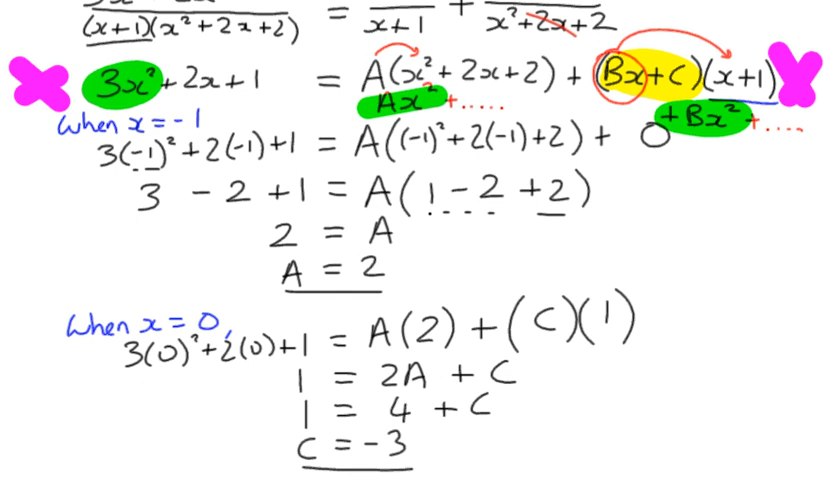 (x+1)(x²+2x+2) = x+1 + x²+2x+2
3x²+2x+1 = A(x²+2x+2) + (Bx+C)(x+1)
Ax²+..... +Bx²+....
When x = -1
3(-1)²+2(-1)+1 = A((-1)²+2(-1)+2) + 0
3 - 2 + 1 = A(1 - 2 + 2)
2 = A
A = 2
When x = 0,
3(0)²+2(0)+1 = A(2) + (C)(1)
1 = 2A + C
1 = 4 + C
C = -3